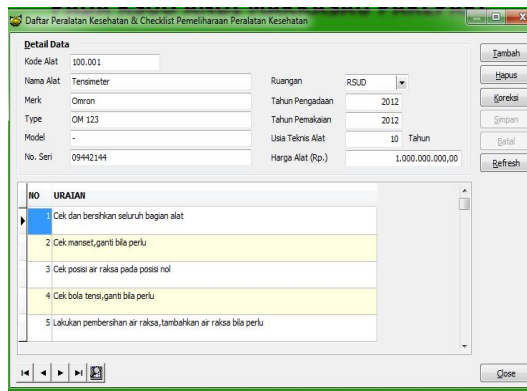 Daftar Peralatan Kesehatan & Checklist Pemeliharaan Peralatan Kesehatan
Detail Data
Kode Alat 100.001
Nama Alat Tensimeter Ruangan RSUD
Merk Omron Tahun Pengadaan 2012
Type OM 123 Tahun Pemakaian 2012
Model - Usia Teknis Alat 10 Tahun
No. Seri 09442144 Harga Alat (Rp.) 1.000.000.000,00
Tambah
Hapus
Koreksi
Simpan
Batal
Refresh
NO URAIAN
1 Cek dan bersihkan seluruh bagian alat
2 Cek manset,ganti bila perlu
3 Cek posisi air raksa pada posisi nol
4 Cek bola tensi,ganti bila perlu
5 Lakukan pembersihan air raksa,tambahkan air raksa bila perlu
Close